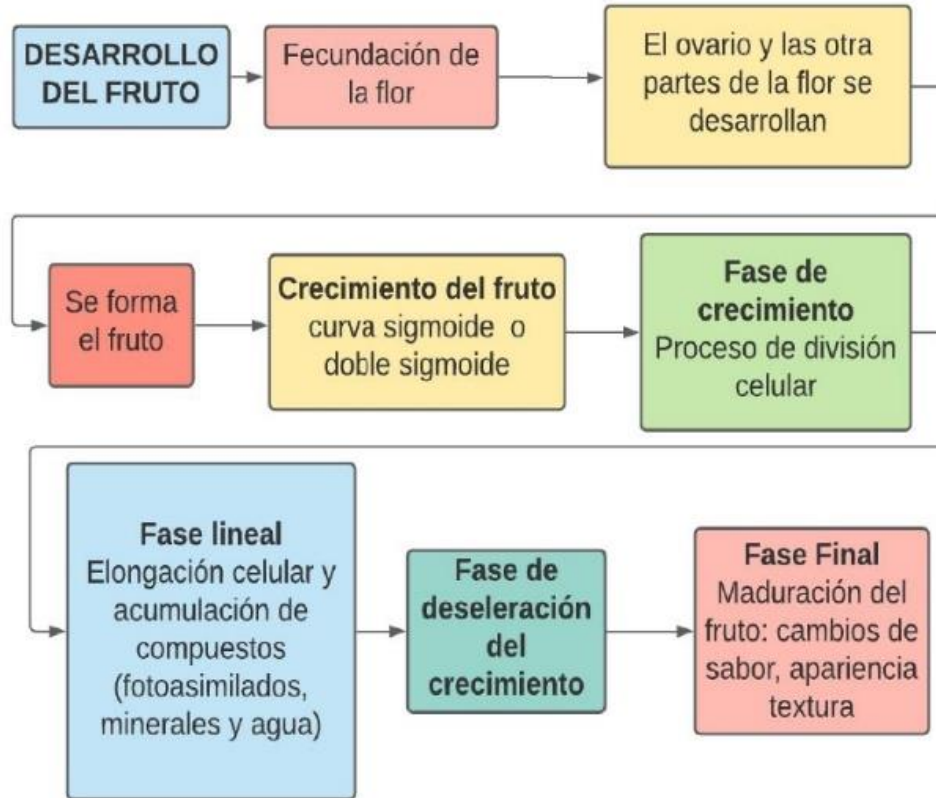 DESARROLLO
DEL FRUTO
Fecundación de
la flor
El ovario y las otra
partes de la flor se
desarrollan
Se forma
el fruto
Crecimiento del fruto
curva sigmoide o
doble sigmoide
Fase de
crecimiento
Proceso de división
celular
Fase lineal
Elongación celular y
acumulación de
compuestos
(fotoasimilados,
minerales y agua)
Fase de
deseleración
del
crecimiento
Fase Final
Maduración del
fruto: cambios de
sabor, apariencia
textura